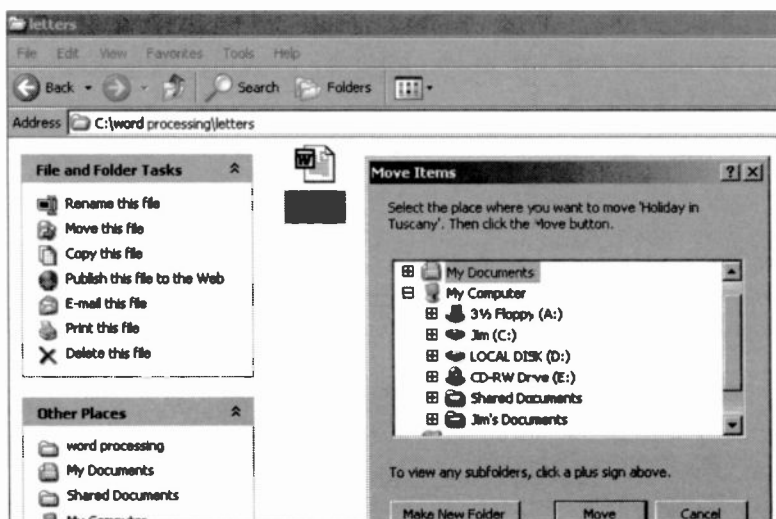 letters
File Edit View Favorites Tools Help
Back Search Folders
Address C:\word processing\letters
File and Folder Tasks
Rename this file
Move this file
Copy this file
Publish this file to the Web
E-mail this file
Print this file
Delete this file
Other Places
word processing
My Documents
Shared Documents
My Computer
Move Items
Select the place where you want to move 'Holiday in
Tuscany'. Then click the Move button.
My Documents
My Computer
3½ Floppy (A:)
Jim (C:)
LOCAL DISK (D:)
CD-RW Drive (E:)
Shared Documents
Jim's Documents
To view any subfolders, click a plus sign above.
Make New Folder Move Cancel